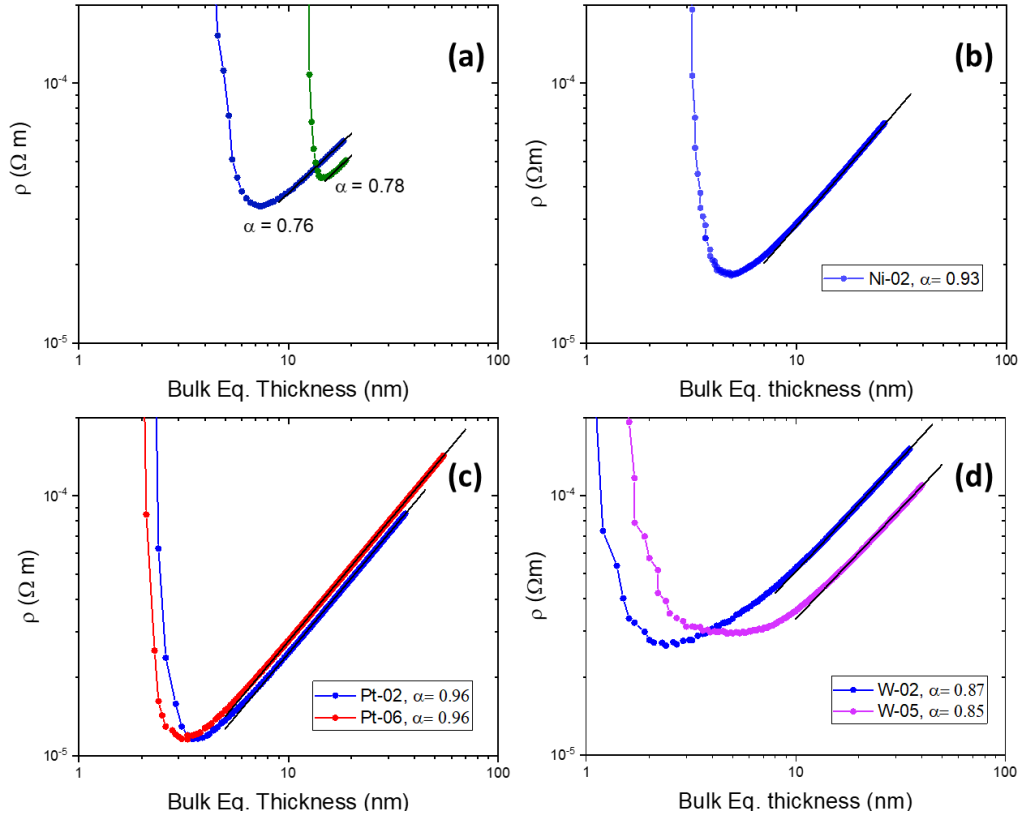 (a)
10⁻⁴
ρ (Ω m)
α = 0.78
α = 0.76
10⁻⁵
1
10
100
Bulk Eq. Thickness (nm)
(b)
10⁻⁴
ρ (Ωm)
Ni-02, α= 0.93
10⁻⁵
1
10
100
Bulk Eq. thickness (nm)
(c)
10⁻⁴
ρ (Ω m)
Pt-02, α= 0.96
Pt-06, α= 0.96
10⁻⁵
1
10
100
Bulk Eq. Thickness (nm)
(d)
10⁻⁴
ρ (Ωm)
W-02, α= 0.87
W-05, α= 0.85
10⁻⁵
1
10
100
Bulk Eq. thickness (nm)